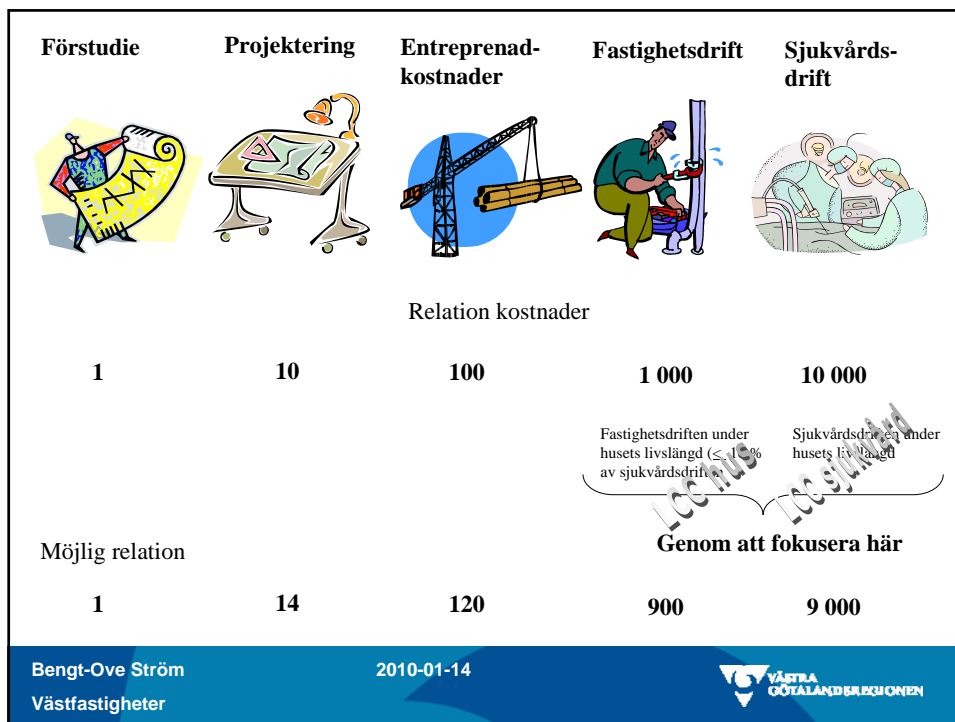 Förstudie
Projektering
Entreprenad-
kostnader
Fastighetsdrift
Sjukvårds-
drift
Relation kostnader
1
10
100
1 000
10 000
Fastighetsdriften under
husets livslängd (≤
av sjukvårdsdriften
LCC hus
Sjukvårdsdriften under
husets livslängd
LCC sjukvård
Genom att fokusera här
Möjlig relation
1
14
120
900
9 000
Bengt-Ove Ström
2010-01-14
Västfastigheter
VÄSTRA
GÖTALANDSREGIONEN